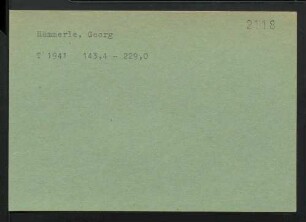 2118
Hämmerle, Georg
T 1941 143,4 - 229,0